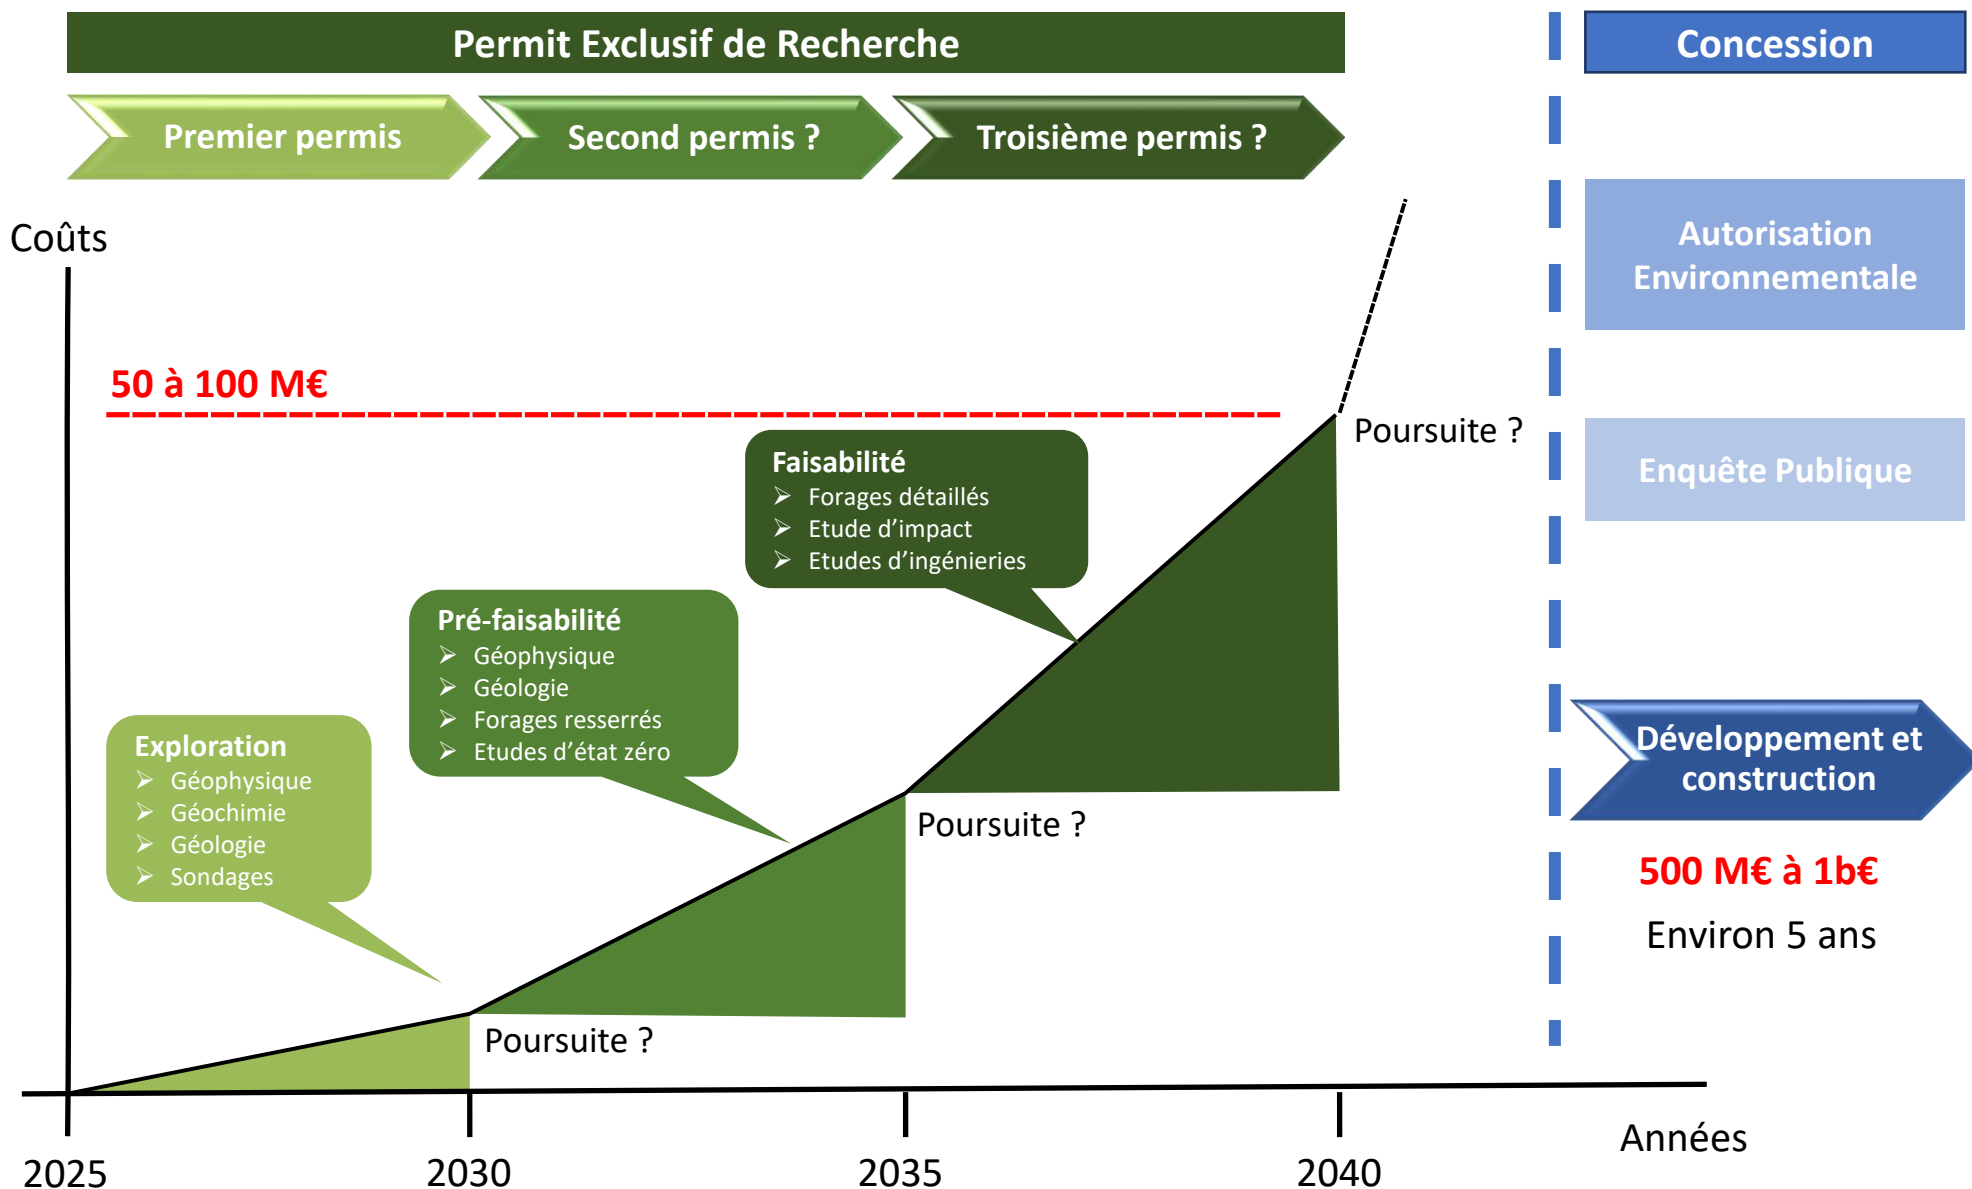 Permit Exclusif de Recherche
Concession
Premier permis
Second permis ?
Troisième permis ?
Autorisation
Environnementale
Coûts
50 à 100 M€
Poursuite ?
Enquête Publique
Faisabilité
➢ Forages détaillés
➢ Etude d’impact
➢ Etudes d’ingénieries
Pré-faisabilité
➢ Géophysique
➢ Géologie
➢ Forages resserrés
➢ Etudes d’état zéro
Exploration
➢ Géophysique
➢ Géochimie
➢ Géologie
➢ Sondages
Poursuite ?
Poursuite ?
Développement et
construction
500 M€ à 1b€
Environ 5 ans
Années
2025
2030
2035
2040